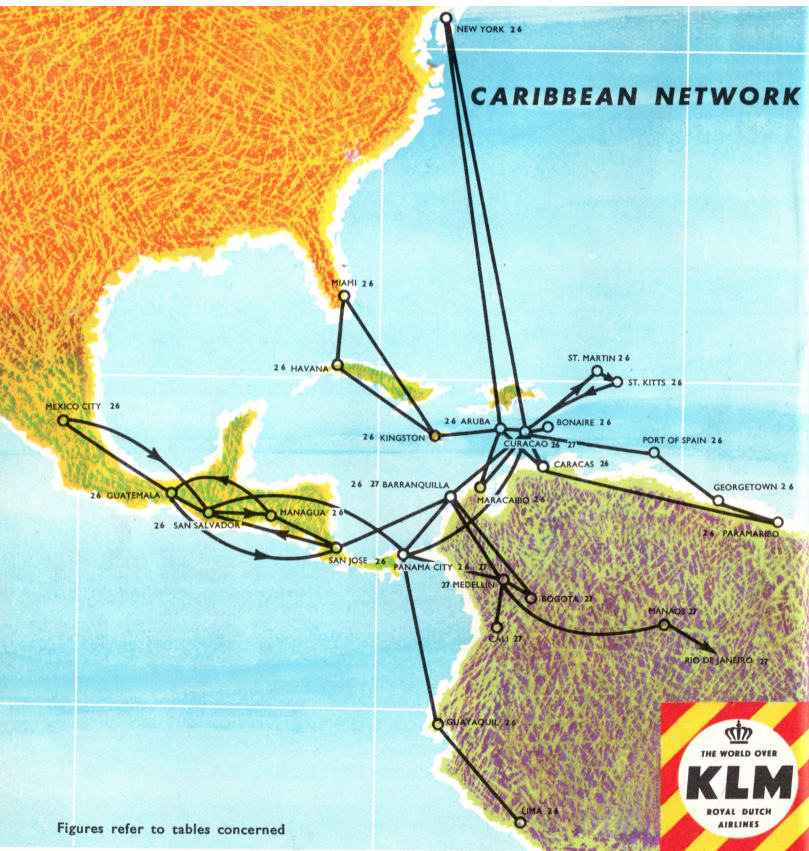 NEW YORK 26
CARIBBEAN NETWORK
MIAMI 26
26 HAVANA
ST. MARTIN 26
ST. KITTS 26
MEXICO CITY 26
26 ARUBA
BONAIRE 26
26 KINGSTON
CURACAO 26 27
PORT OF SPAIN 26
CARACAS 26
26 27 BARRANQUILLA
MARACAIBO 26
GEORGETOWN 26
26 GUATEMALA
MANAGUA 26
26 SAN SALVADOR
26 PARAMARIBO
SAN JOSE 26
PANAMA CITY 26 27
27 MEDELLIN
BOGOTA 27
MANAOS 27
CALI 27
RIO DE JANEIRO 27
GUAYAQUIL 26
LIMA 26
THE WORLD OVER
KLM
ROYAL DUTCH
AIRLINES
Figures refer to tables concerned